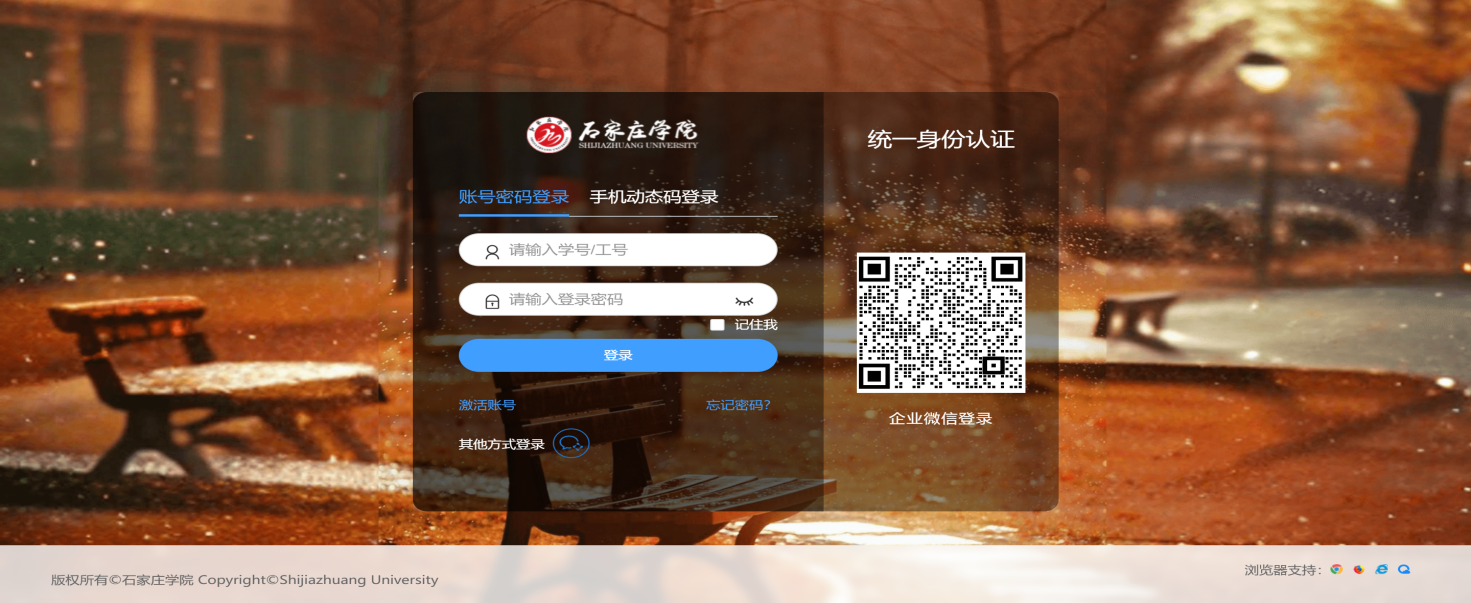 石家庄学院
SHIJIAZHUANG UNIVERSITY
统一身份认证
账号密码登录 手机动态码登录
请输入学号/工号
请输入登录密码
记住我
登录
激活账号 忘记密码?
其他方式登录
企业微信登录
版权所有©石家庄学院 Copyright©Shijiazhuang University
浏览器支持: